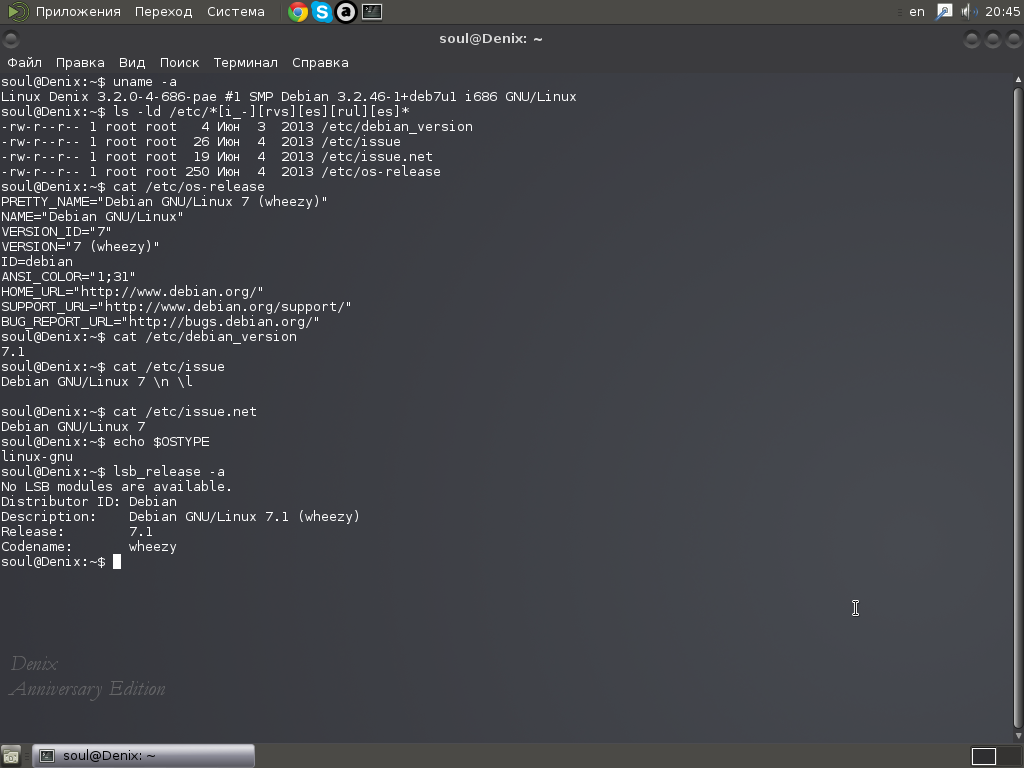 Приложения Переход Система en 20:45
soul@Denix: ~
Файл Правка Вид Поиск Терминал Справка
soul@Denix:~$ uname -a
Linux Denix 3.2.0-4-686-pae #1 SMP Debian 3.2.46-1+deb7u1 i686 GNU/Linux
soul@Denix:~$ ls -ld /etc/*[i_-][rvs][es][rul][es]*
-rw-r--r-- 1 root root   4 Июн  3  2013 /etc/debian_version
-rw-r--r-- 1 root root  26 Июн  4  2013 /etc/issue
-rw-r--r-- 1 root root  19 Июн  4  2013 /etc/issue.net
-rw-r--r-- 1 root root 250 Июн  4  2013 /etc/os-release
soul@Denix:~$ cat /etc/os-release
PRETTY_NAME="Debian GNU/Linux 7 (wheezy)"
NAME="Debian GNU/Linux"
VERSION_ID="7"
VERSION="7 (wheezy)"
ID=debian
ANSI_COLOR="1;31"
HOME_URL="http://www.debian.org/"
SUPPORT_URL="http://www.debian.org/support/"
BUG_REPORT_URL="http://bugs.debian.org/"
soul@Denix:~$ cat /etc/debian_version
7.1
soul@Denix:~$ cat /etc/issue
Debian GNU/Linux 7 \n \l
soul@Denix:~$ cat /etc/issue.net
Debian GNU/Linux 7
soul@Denix:~$ echo $OSTYPE
linux-gnu
soul@Denix:~$ lsb_release -a
No LSB modules are available.
Distributor ID: Debian
Description:    Debian GNU/Linux 7.1 (wheezy)
Release:        7.1
Codename:       wheezy
soul@Denix:~$
Denix
Anniversary Edition
soul@Denix: ~